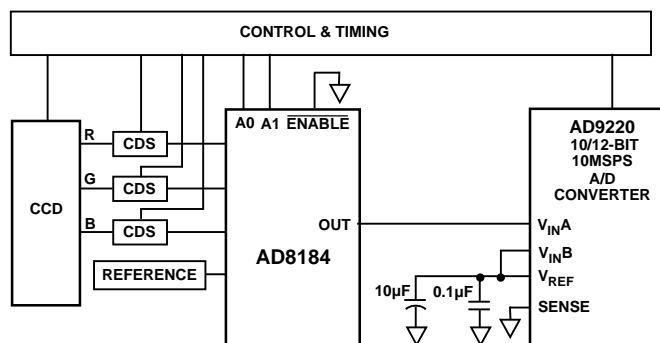 CONTROL & TIMING
A0 A1 ENABLE
R
CDS
G
CDS
B
CDS
CCD
REFERENCE
OUT
AD8184
AD9220
10/12-BIT
10MSPS
A/D
CONVERTER
VINA
VINB
VREF
SENSE
10µF
0.1µF